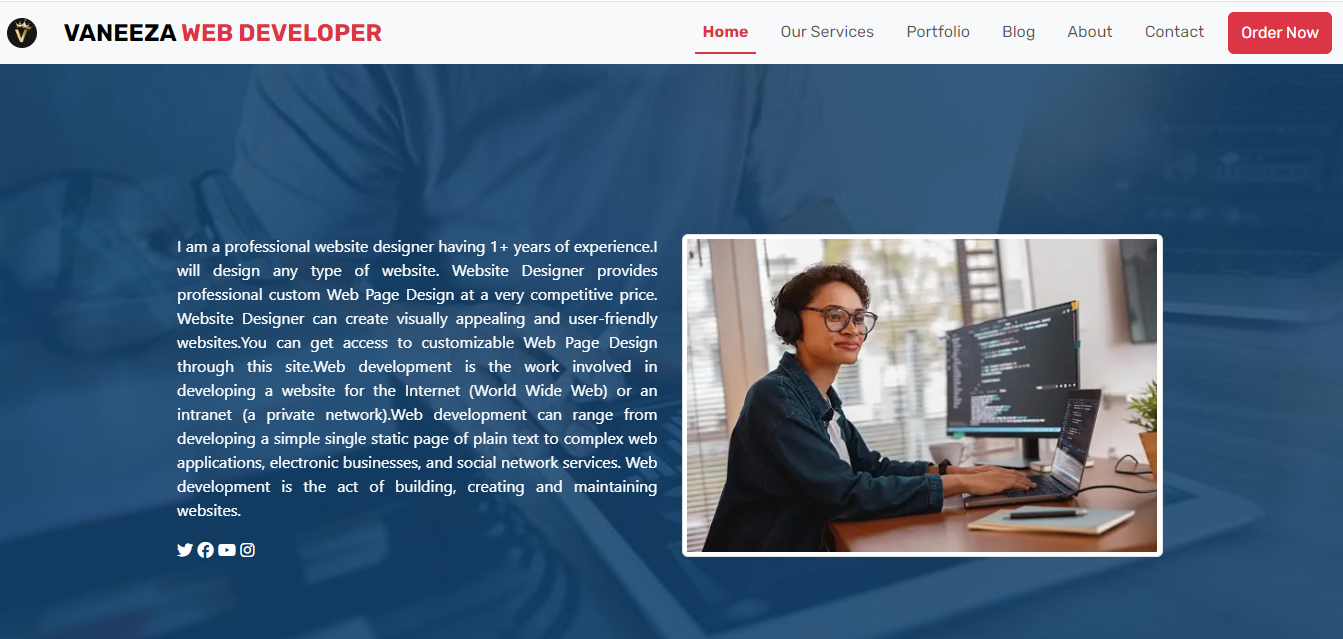 V
VANEEZA WEB DEVELOPER
Home
Our Services
Portfolio
Blog
About
Contact
Order Now
I am a professional website designer having 1+ years of experience.I
will design any type of website. Website Designer provides
professional custom Web Page Design at a very competitive price.
Website Designer can create visually appealing and user-friendly
websites.You can get access to customizable Web Page Design
through this site.Web development is the work involved in
developing a website for the Internet (World Wide Web) or an
intranet (a private network).Web development can range from
developing a simple single static page of plain text to complex web
applications, electronic businesses, and social network services. Web
development is the act of building, creating and maintaining
websites.